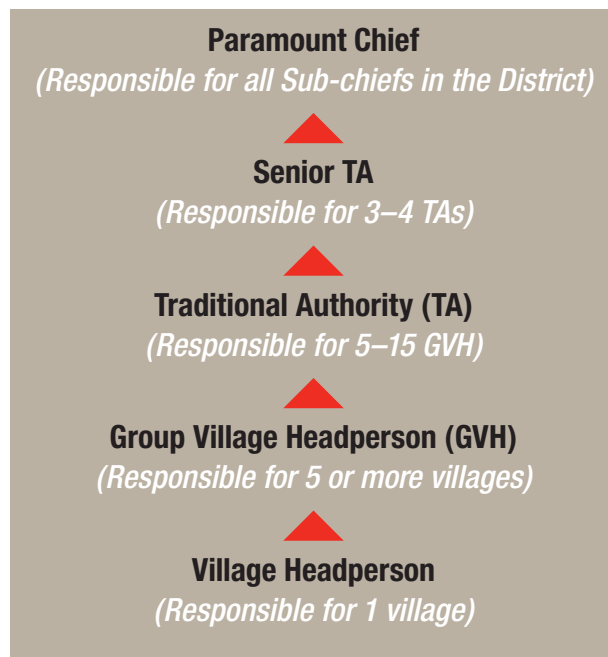 Paramount Chief
(Responsible for all Sub-chiefs in the District)
Senior TA
(Responsible for 3–4 TAs)
Traditional Authority (TA)
(Responsible for 5–15 GVH)
Group Village Headperson (GVH)
(Responsible for 5 or more villages)
Village Headperson
(Responsible for 1 village)